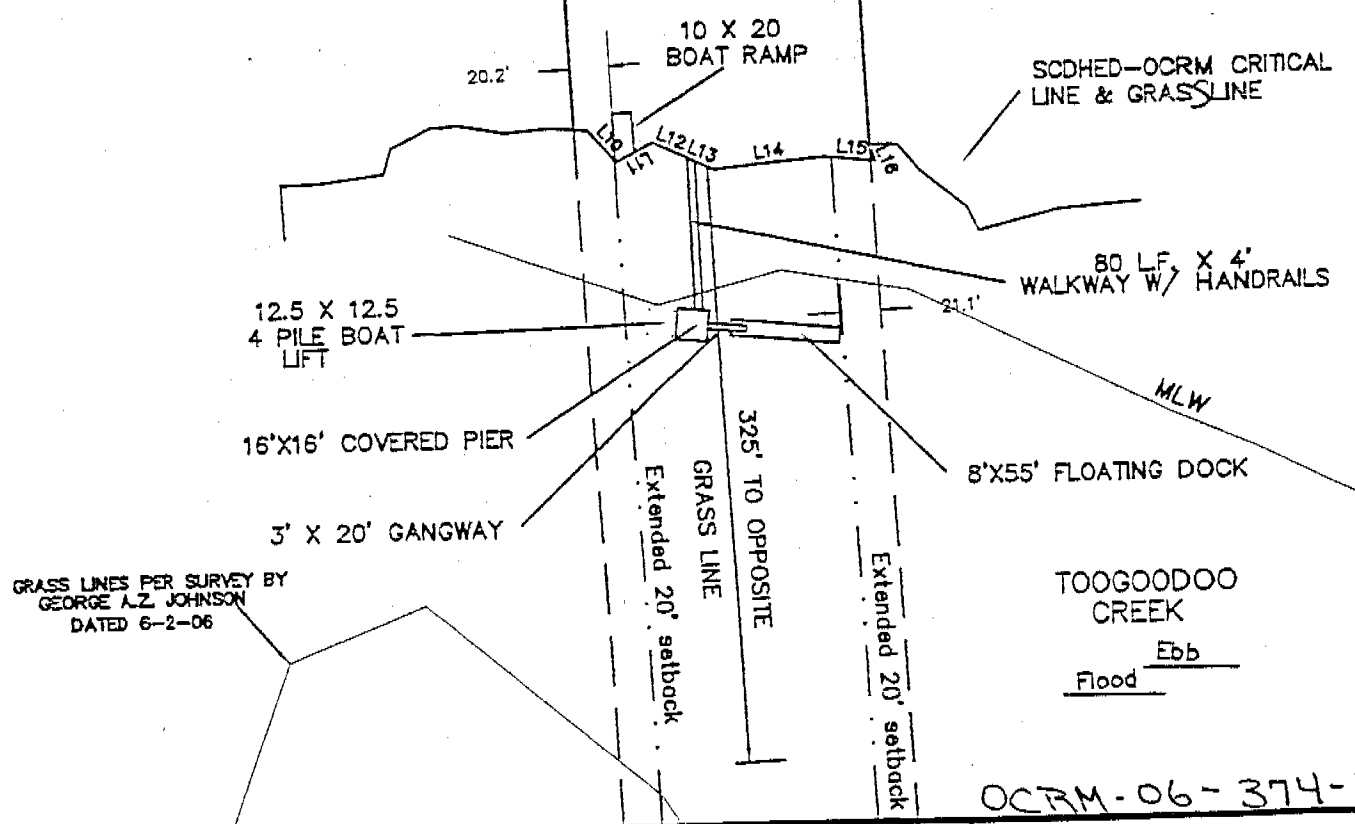 10 X 20
BOAT RAMP
20.2'
SCDHED-OCRM CRITICAL
LINE & GRASSLINE
L10
L11
L12
L13
L14
L15
L16
80 L.F. X 4'
WALKWAY W/ HANDRAILS
12.5 X 12.5
4 PILE BOAT
LIFT
21.1'
MLW
16'X16' COVERED PIER
8'X55' FLOATING DOCK
3' X 20' GANGWAY
325' TO OPPOSITE
GRASS LINE
Extended 20' setback
Extended 20' setback
GRASS LINES PER SURVEY BY
GEORGE A.Z. JOHNSON
DATED 6-2-06
TOOGOODOO
CREEK
Ebb
Flood
OCRM-06-374-